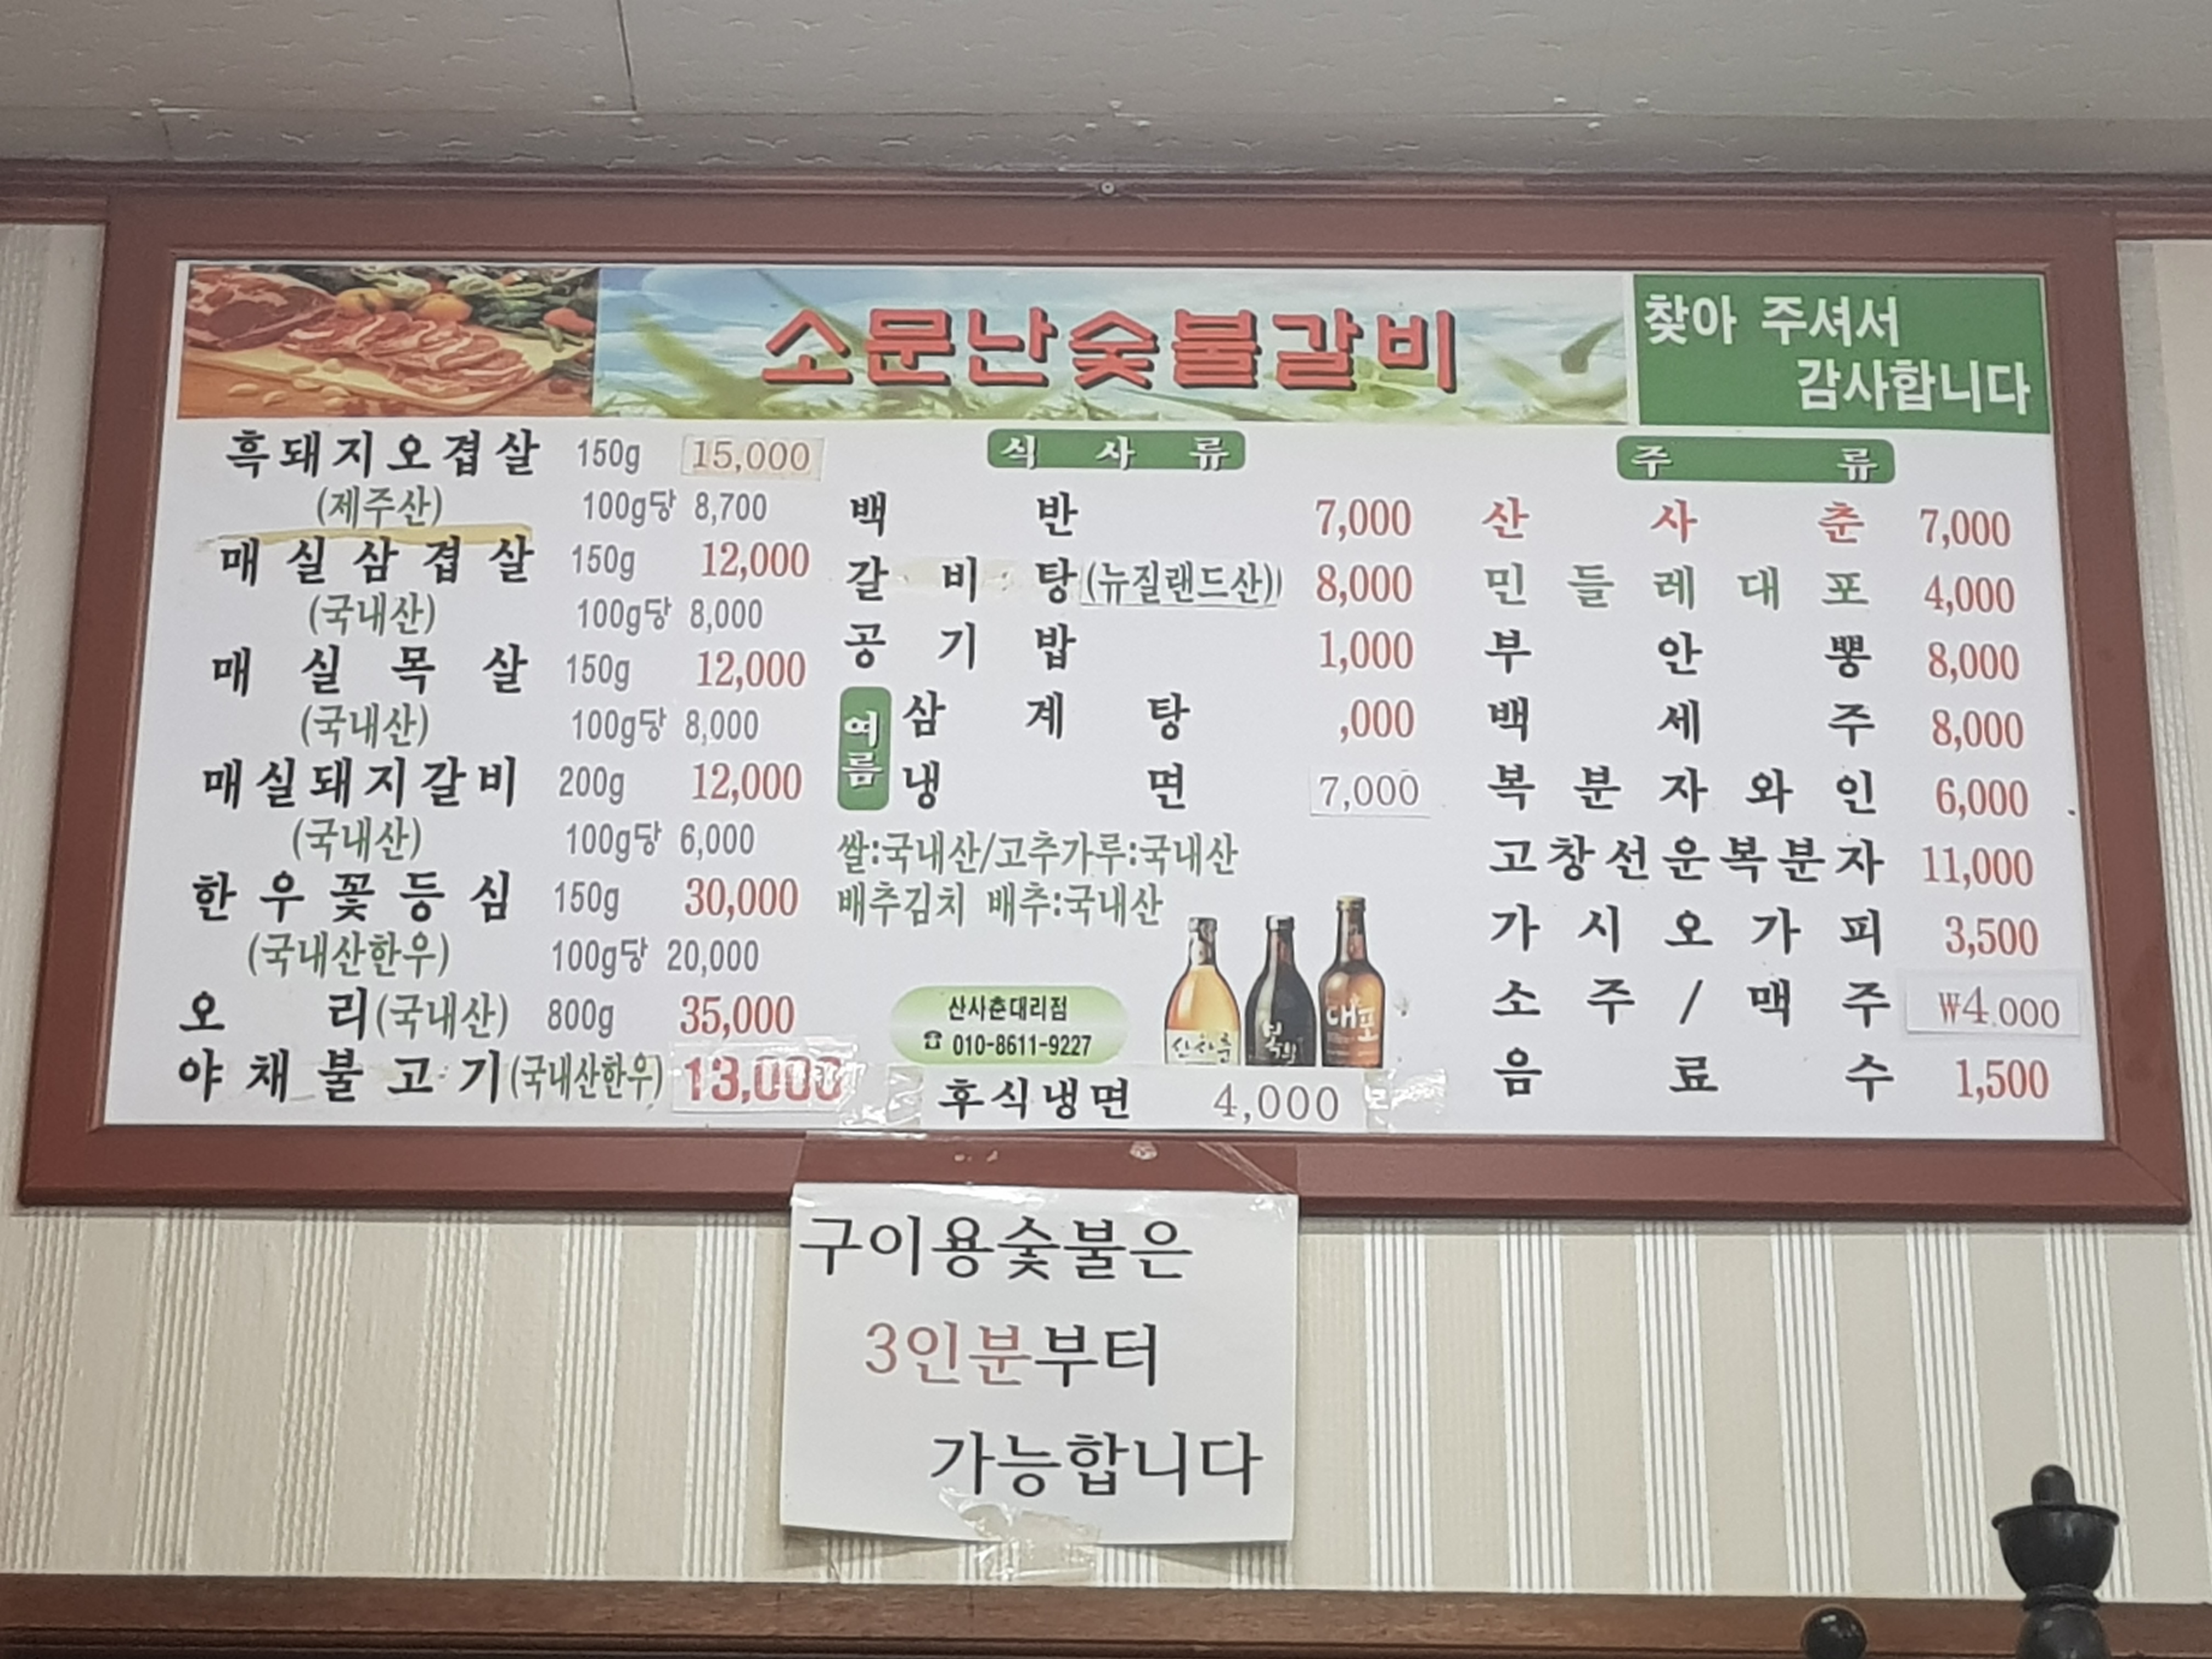 소문난숯불갈비
찾아 주셔서
감사합니다
흑돼지오겹살 150g 15,000
(제주산) 100g당 8,700
매실삼겹살 150g 12,000
(국내산) 100g당 8,000
매실목살 150g 12,000
(국내산) 100g당 8,000
매실돼지갈비 200g 12,000
(국내산) 100g당 6,000
한우꽃등심 150g 30,000
(국내산한우) 100g당 20,000
오리(국내산) 800g 35,000
야채불고기(국내산한우) 13,000
식사류
백반 7,000
갈비탕(뉴질랜드산)) 8,000
공기밥 1,000
여름
삼계탕 ,000
냉면 7,000
쌀:국내산/고추가루:국내산
배추김치 배추:국내산
산사춘대리점
☎ 010-8611-9227
산사춘
대포
후식냉면 4,000
주류
산사춘 7,000
민들레대포 4,000
부안뽕 8,000
백세주 8,000
복분자와인 6,000
고창선운복분자 11,000
가시오가피 3,500
소주/맥주 ₩4.000
음료수 1,500
구이용숯불은
3인분부터
가능합니다